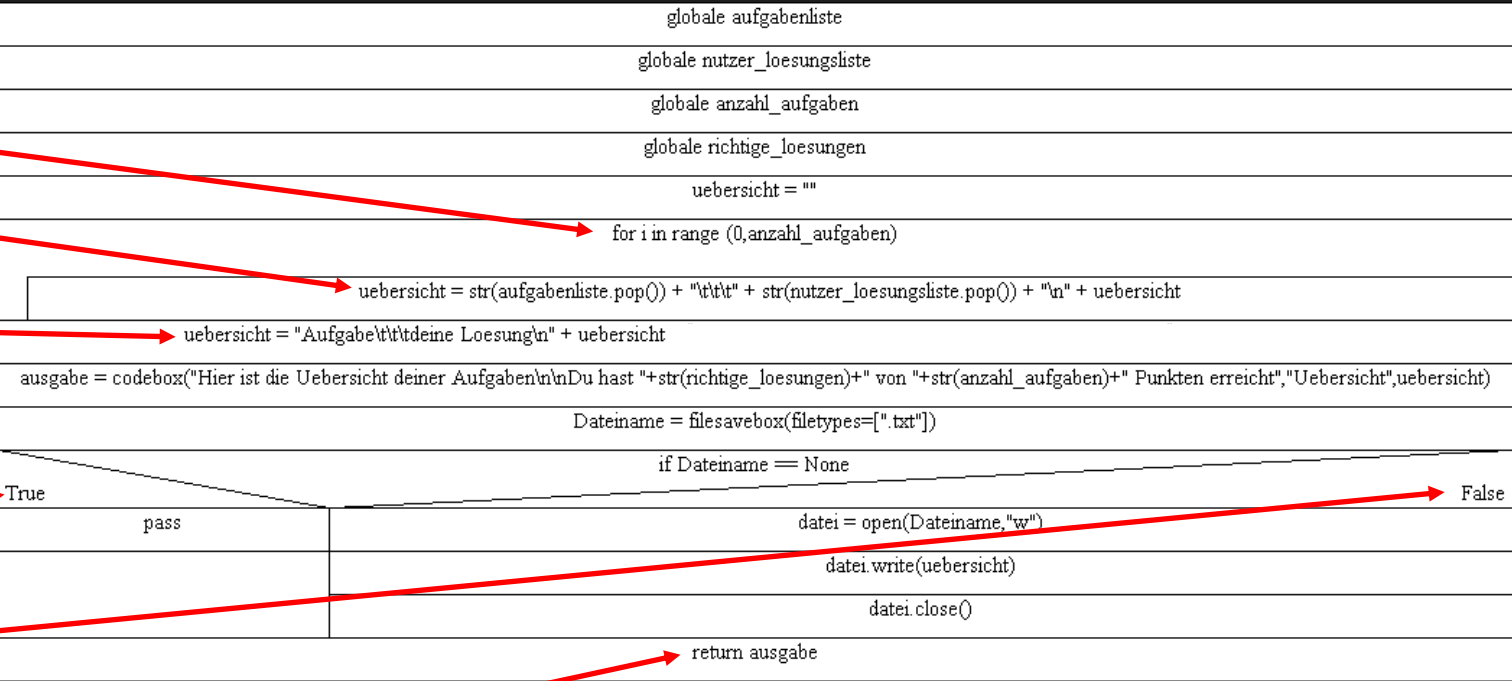 globale aufgabenliste
globale nutzer_loesungsliste
globale anzahl_aufgaben
globale richtige_loesungen
uebersicht = ""
for i in range (0,anzahl_aufgaben)
uebersicht = str(aufgabenliste.pop()) + "\t\t\t" + str(nutzer_loesungsliste.pop()) + "\n" + uebersicht
uebersicht = "Aufgabe\t\t\tdeine Loesung\n" + uebersicht
ausgabe = codebox("Hier ist die Uebersicht deiner Aufgaben\n\nDu hast "+str(richtige_loesungen)+" von "+str(anzahl_aufgaben)+" Punkten erreicht","Uebersicht",uebersicht)
Dateiname = filesavebox(filetypes=[".txt"])
if Dateiname == None
True False
pass datei = open(Dateiname,"w")
datei.write(uebersicht)
datei.close()
return ausgabe